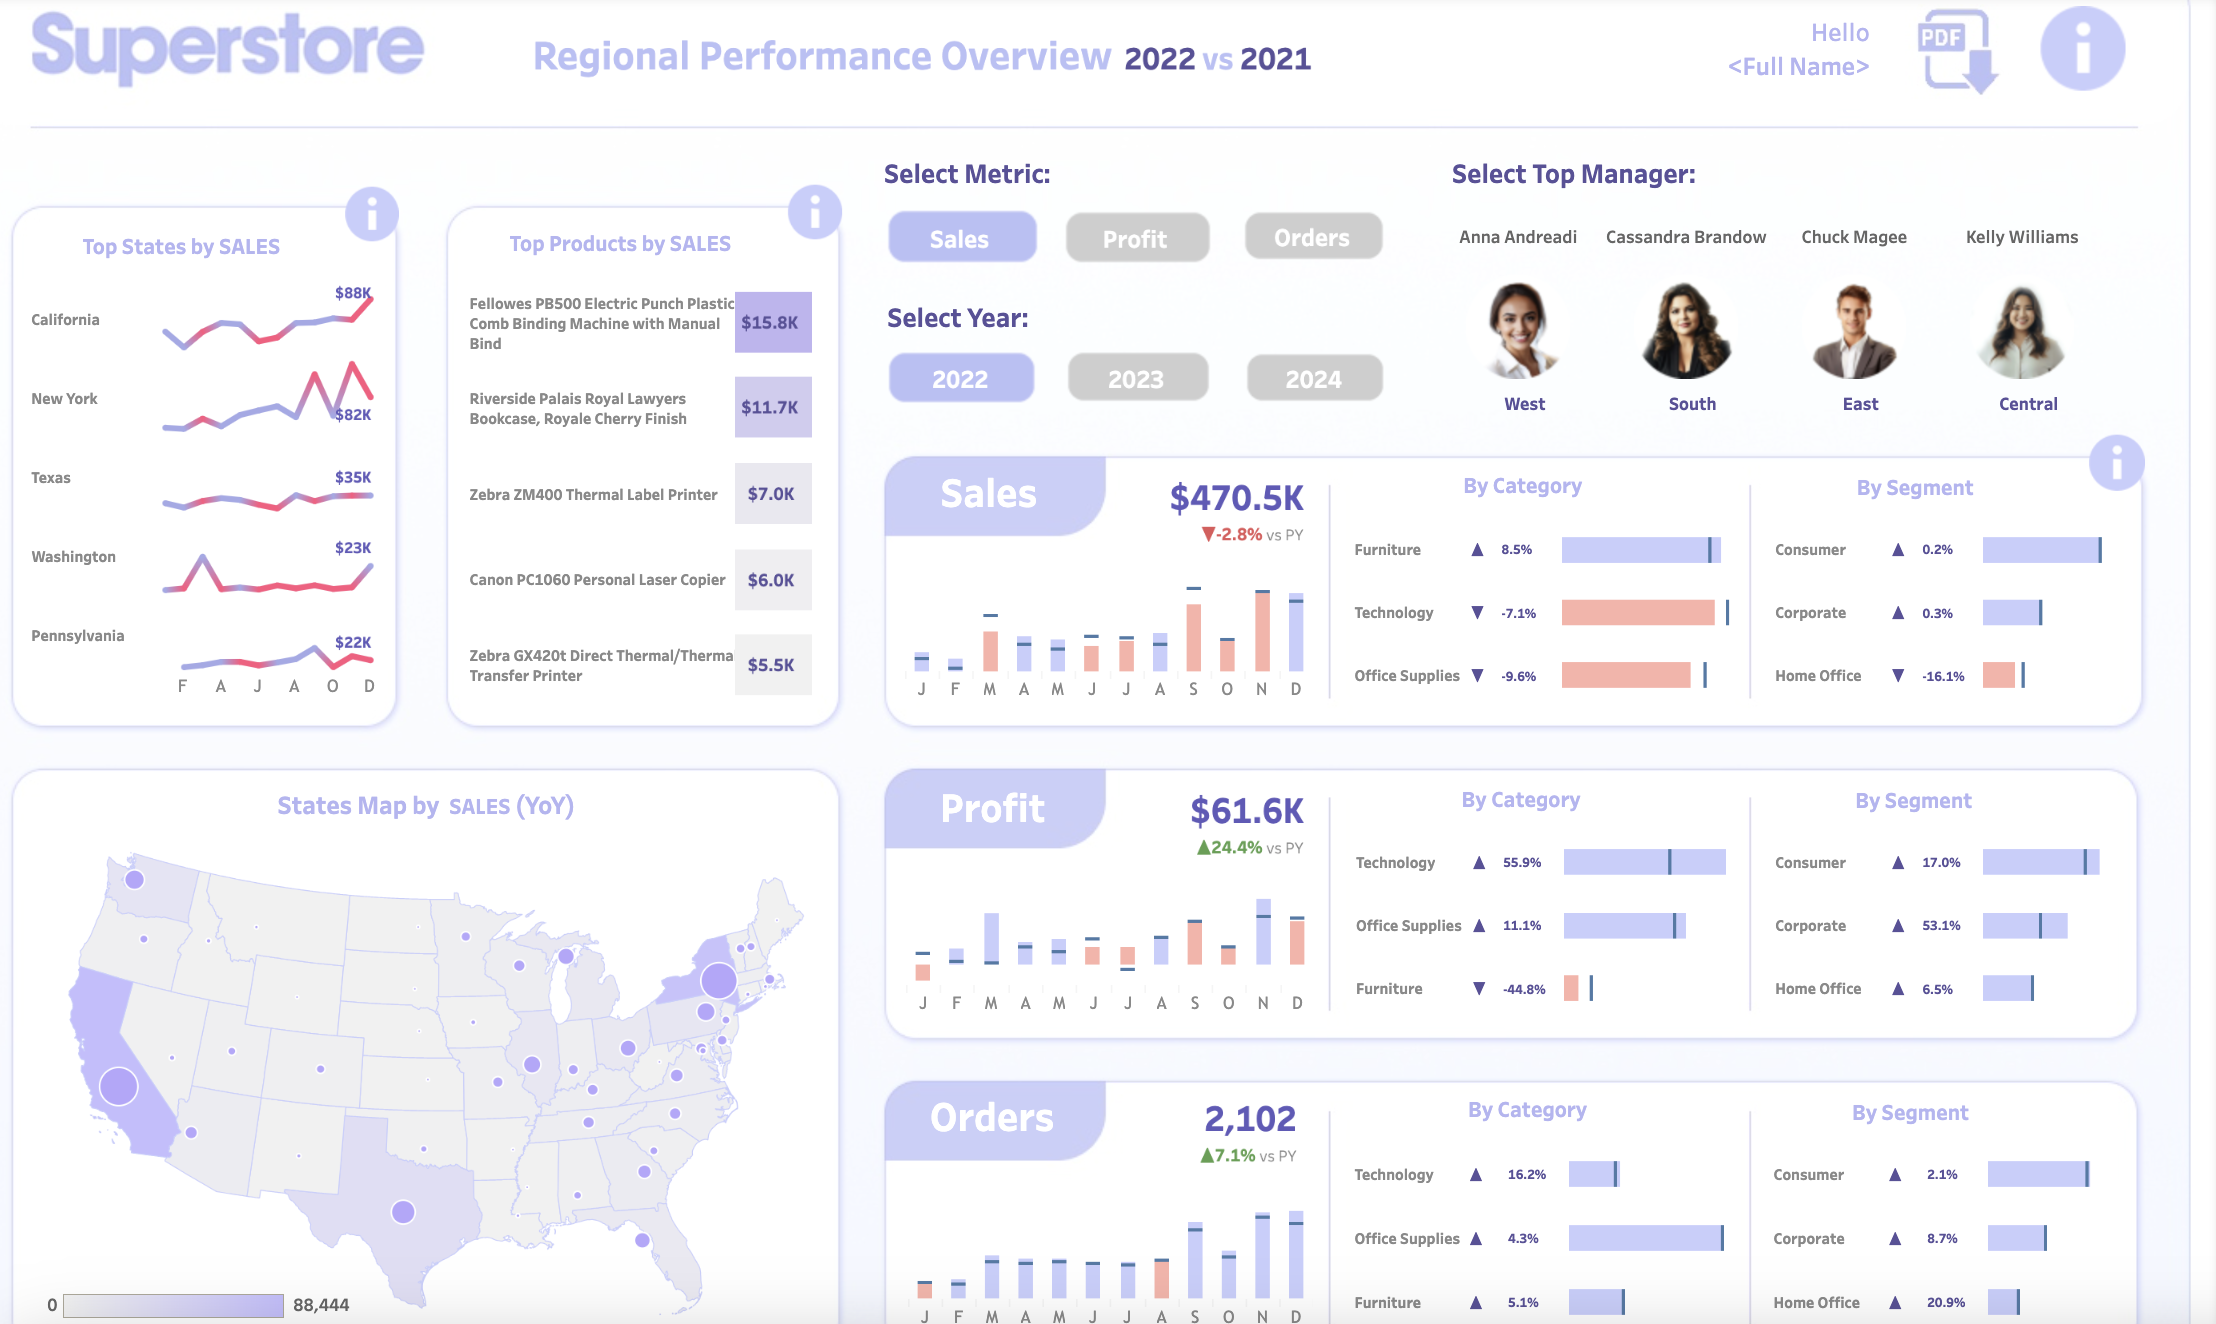 Superstore
Regional Performance Overview 2022 vs 2021
Hello
<Full Name>
PDF
i
Select Metric:
Sales
Profit
Orders
Select Year:
2022
2023
2024
Select Top Manager:
Anna Andreadi
Cassandra Brandow
Chuck Magee
Kelly Williams
West
South
East
Central
i
Top States by SALES
California
$88K
New York
$82K
Texas
$35K
Washington
$23K
Pennsylvania
$22K
F A J A O D
i
Top Products by SALES
Fellowes PB500 Electric Punch Plastic
Comb Binding Machine with Manual
Bind
$15.8K
Riverside Palais Royal Lawyers
Bookcase, Royale Cherry Finish
$11.7K
Zebra ZM400 Thermal Label Printer
$7.0K
Canon PC1060 Personal Laser Copier
$6.0K
Zebra GX420t Direct Thermal/Therma
Transfer Printer
$5.5K
i
Sales
$470.5K
▼-2.8% vs PY
J F M A M J J A S O N D
By Category
Furniture ▲ 8.5%
Technology ▼ -7.1%
Office Supplies ▼ -9.6%
By Segment
Consumer ▲ 0.2%
Corporate ▲ 0.3%
Home Office ▼ -16.1%
States Map by SALES (YoY)
0
88,444
Profit
$61.6K
▲24.4% vs PY
J F M A M J J A S O N D
By Category
Technology ▲ 55.9%
Office Supplies ▲ 11.1%
Furniture ▼ -44.8%
By Segment
Consumer ▲ 17.0%
Corporate ▲ 53.1%
Home Office ▲ 6.5%
Orders
2,102
▲7.1% vs PY
J F M A M J J A S O N D
By Category
Technology ▲ 16.2%
Office Supplies ▲ 4.3%
Furniture ▲ 5.1%
By Segment
Consumer ▲ 2.1%
Corporate ▲ 8.7%
Home Office ▲ 20.9%